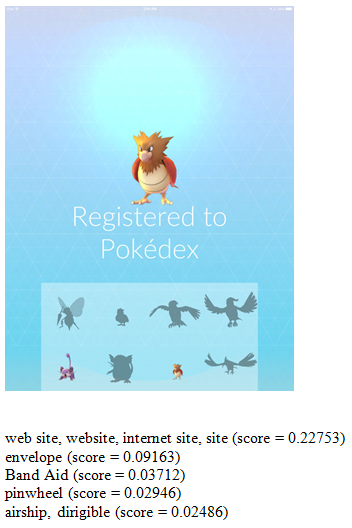 Registered to
Pokédex
web site, website, internet site, site (score = 0.22753)
envelope (score = 0.09163)
Band Aid (score = 0.03712)
pinwheel (score = 0.02946)
airship, dirigible (score = 0.02486)